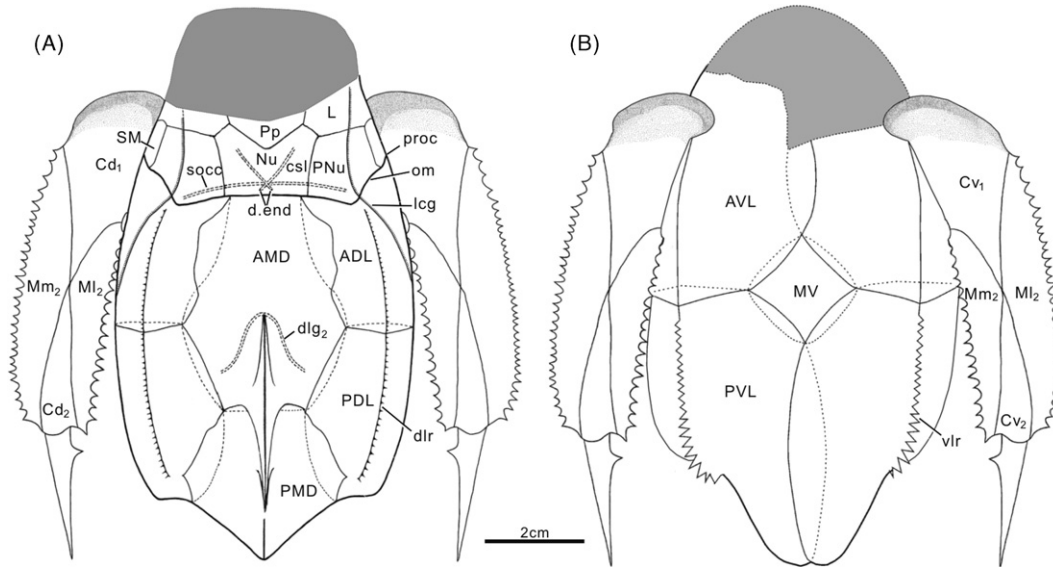 (A)
(B)
L
SM
Pp
proc
Cd1
Nu
socc
csl
PNu
om
lcg
d.end
AMD
ADL
Mm2
Ml2
dlg2
PDL
Cd2
dlr
PMD
2cm
Cv1
AVL
MV
Mm2
Ml2
PVL
Cv2
vlr